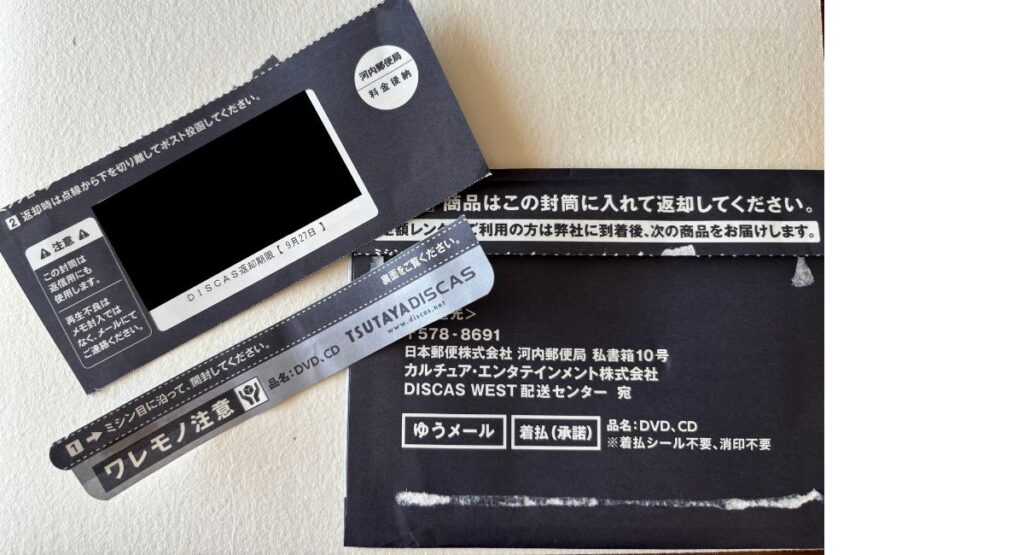 河内郵便局
料金後納
2 返却時は点線から下を切り離してポスト投函してください。
注意
この封筒は
返信用にも
使用します。
再生不良は
メモ封入では
なく、メールにて
ご連絡ください。
DISCAS返却期限【 9月27日 】
1 → ミシン目に沿って、開封してください。
裏面をご覧ください。
ワレモノ注意
品名:DVD、CD
TSUTAYA DISCAS
www.discas.net
商品はこの封筒に入れて返却してください。
額レンタ ご利用の方は弊社に到着後、次の商品をお届けします。
ミシン
先>
〒578-8691
日本郵便株式会社 河内郵便局 私書箱10号
カルチュア・エンタテインメント株式会社
DISCAS WEST 配送センター 宛
ゆうメール
着払(承諾)
品名:DVD、CD
※着払シール不要、消印不要